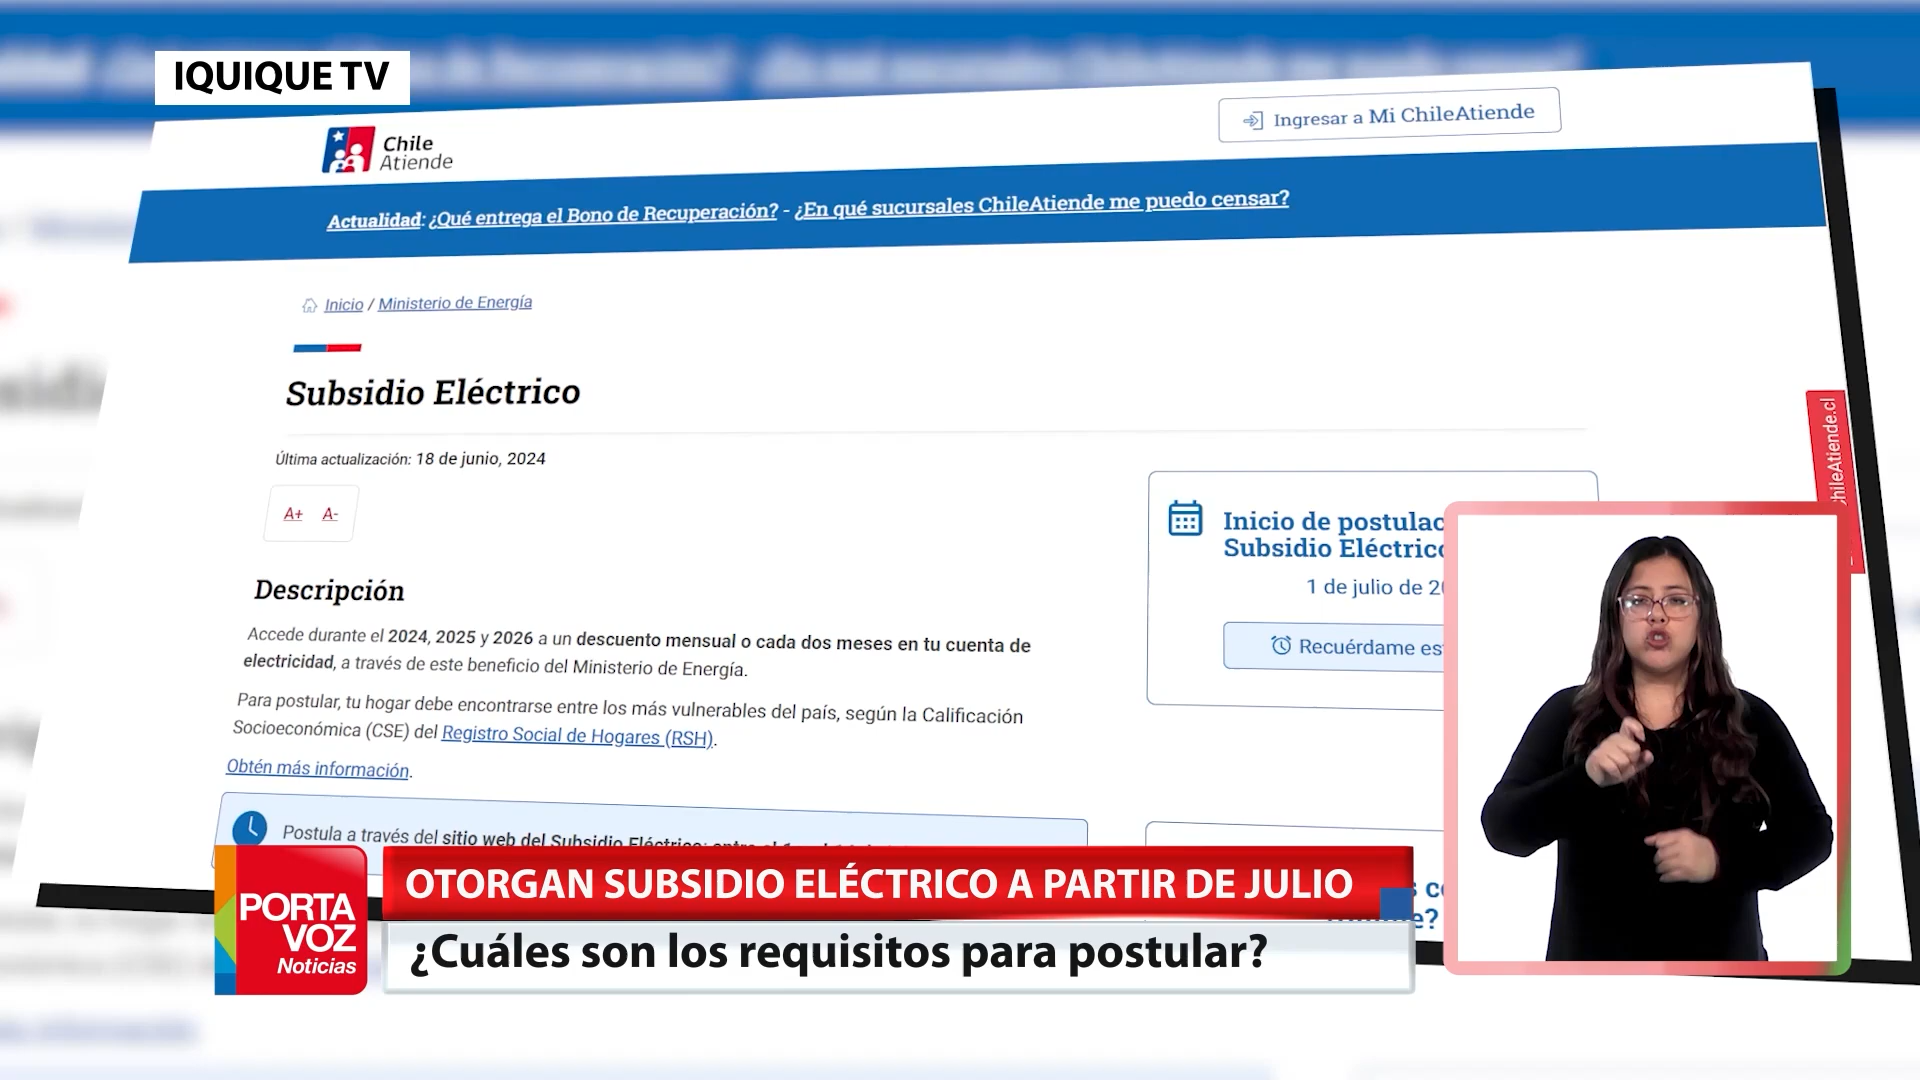 IQUIQUE TV
Chile
Atiende
Ingresar a Mi ChileAtiende
Actualidad: ¿Qué entrega el Bono de Recuperación? - ¿En qué sucursales ChileAtiende me puedo censar?
Inicio / Ministerio de Energía
Subsidio Eléctrico
Última actualización: 18 de junio, 2024
A+ A-
Descripción
Accede durante el 2024, 2025 y 2026 a un descuento mensual o cada dos meses en tu cuenta de
electricidad, a través de este beneficio del Ministerio de Energía.
Para postular, tu hogar debe encontrarse entre los más vulnerables del país, según la Calificación
Socioeconómica (CSE) del Registro Social de Hogares (RSH).
Obtén más información.
Postula a través del sitio web del Subsidio Eléctrico:
Inicio de
Subsidio
1 de julio de
Recuérdame
OTORGAN SUBSIDIO ELÉCTRICO A PARTIR DE JULIO
¿Cuáles son los requisitos para postular?
PORTA
VOZ
Noticias